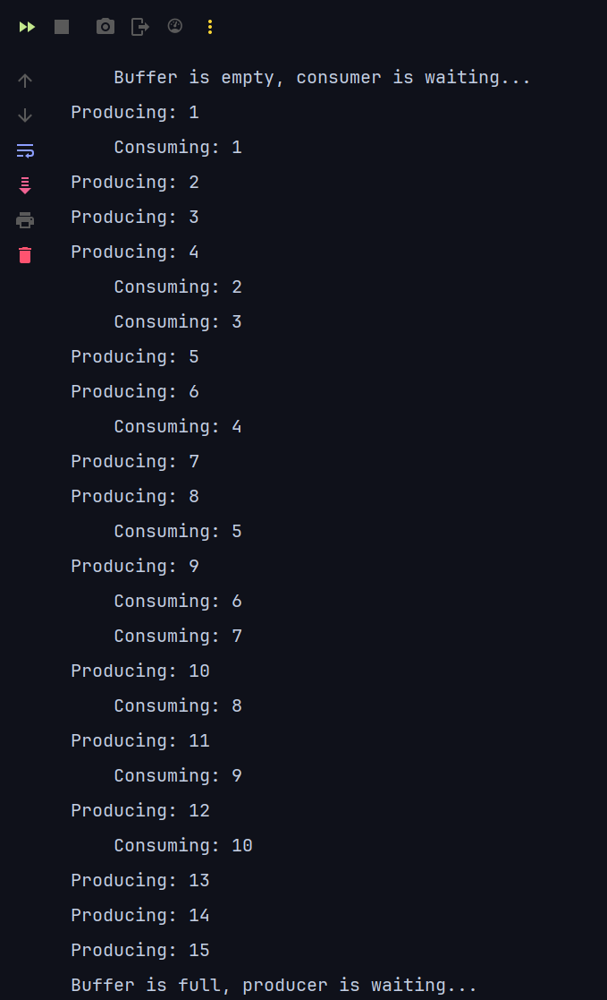 Buffer is empty, consumer is waiting...
Producing: 1
Consuming: 1
Producing: 2
Producing: 3
Producing: 4
Consuming: 2
Consuming: 3
Producing: 5
Producing: 6
Consuming: 4
Producing: 7
Producing: 8
Consuming: 5
Producing: 9
Consuming: 6
Consuming: 7
Producing: 10
Consuming: 8
Producing: 11
Consuming: 9
Producing: 12
Consuming: 10
Producing: 13
Producing: 14
Producing: 15
Buffer is full, producer is waiting...